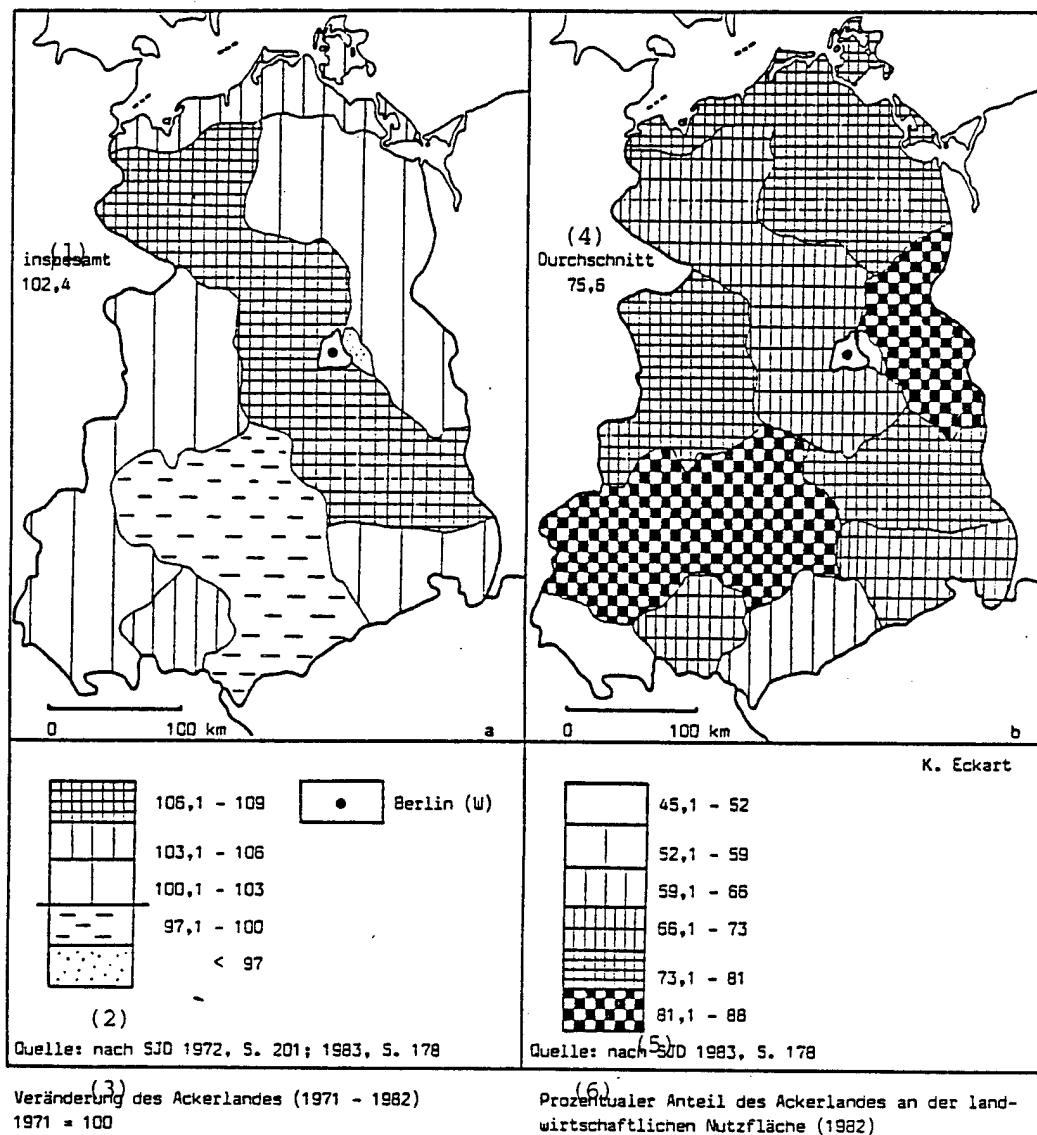 (1)
insgesamt
102,4
0 100 km
a
(4)
Durchschnitt
75,6
0 100 km
b
106,1 - 109
103,1 - 106
100,1 - 103
97,1 - 100
< 97
Berlin (W)
(2)
Quelle: nach SJD 1972, S. 201; 1983, S. 178
K. Eckart
45,1 - 52
52,1 - 59
59,1 - 66
66,1 - 73
73,1 - 81
81,1 - 88
(5)
Quelle: nach SJD 1983, S. 178
(3)
Veränderung des Ackerlandes (1971 - 1982)
1971 = 100
(6)
Prozentualer Anteil des Ackerlandes an der land-
wirtschaftlichen Nutzfläche (1982)